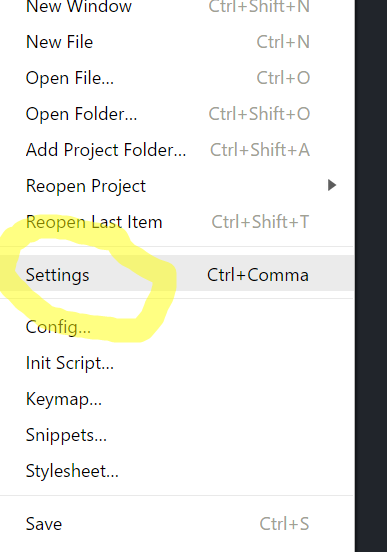 New Window Ctrl+Shift+N
New File Ctrl+N
Open File... Ctrl+O
Open Folder... Ctrl+Shift+O
Add Project Folder... Ctrl+Shift+A
Reopen Project
Reopen Last Item Ctrl+Shift+T
Settings Ctrl+Comma
Config...
Init Script...
Keymap...
Snippets...
Stylesheet...
Save Ctrl+S